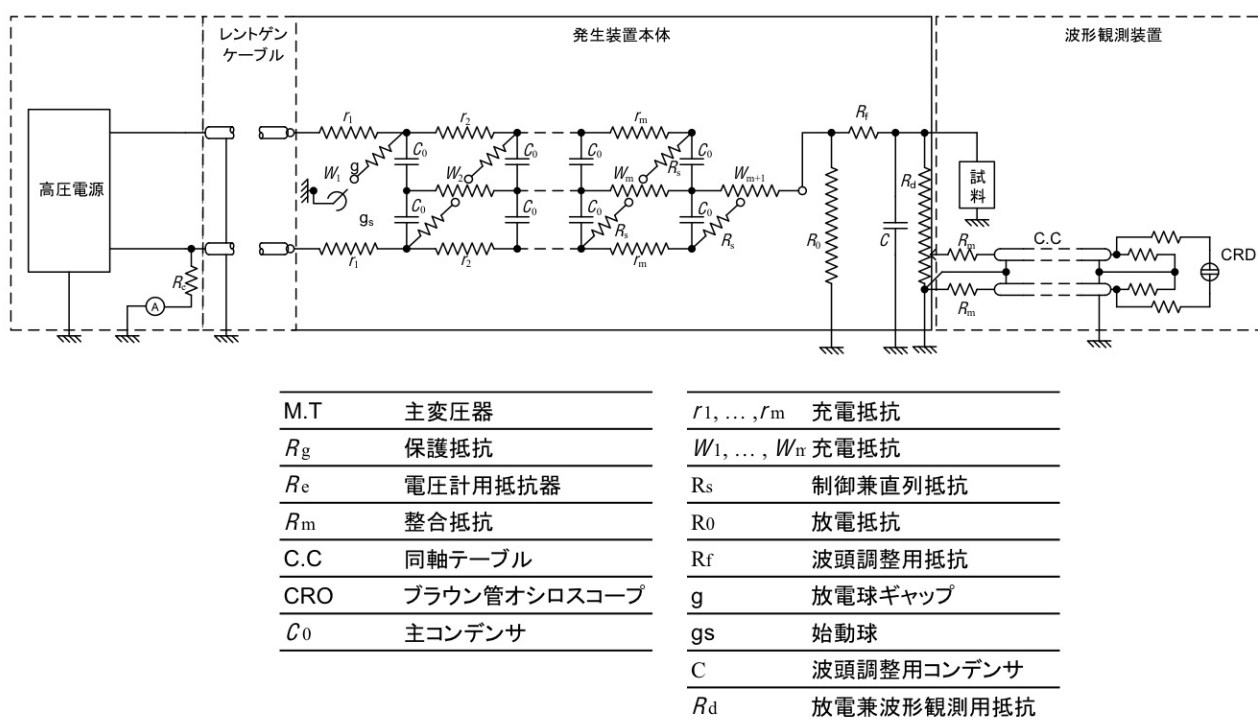 レントゲン
ケーブル
発生装置本体
波形観測装置
高圧電源
Rc
A
r1
r2
rm
W1
g
gs
C0
C0
W2
C0
C0
C0
C0
Wm
Rs
Rs
C0
C0
Wm+1
Rs
r1
r2
rm
Rf
R0
C
Rd
試料
Rm
Rm
C.C
CRD
M.T 主変圧器
Rg 保護抵抗
Re 電圧計用抵抗器
Rm 整合抵抗
C.C 同軸テーブル
CRO ブラウン管オシロスコープ
C0 主コンデンサ
r1, … ,rm 充電抵抗
W1, … , Wm 充電抵抗
Rs 制御兼直列抵抗
R0 放電抵抗
Rf 波頭調整用抵抗
g 放電球ギャップ
gs 始動球
C 波頭調整用コンデンサ
Rd 放電兼波形観測用抵抗